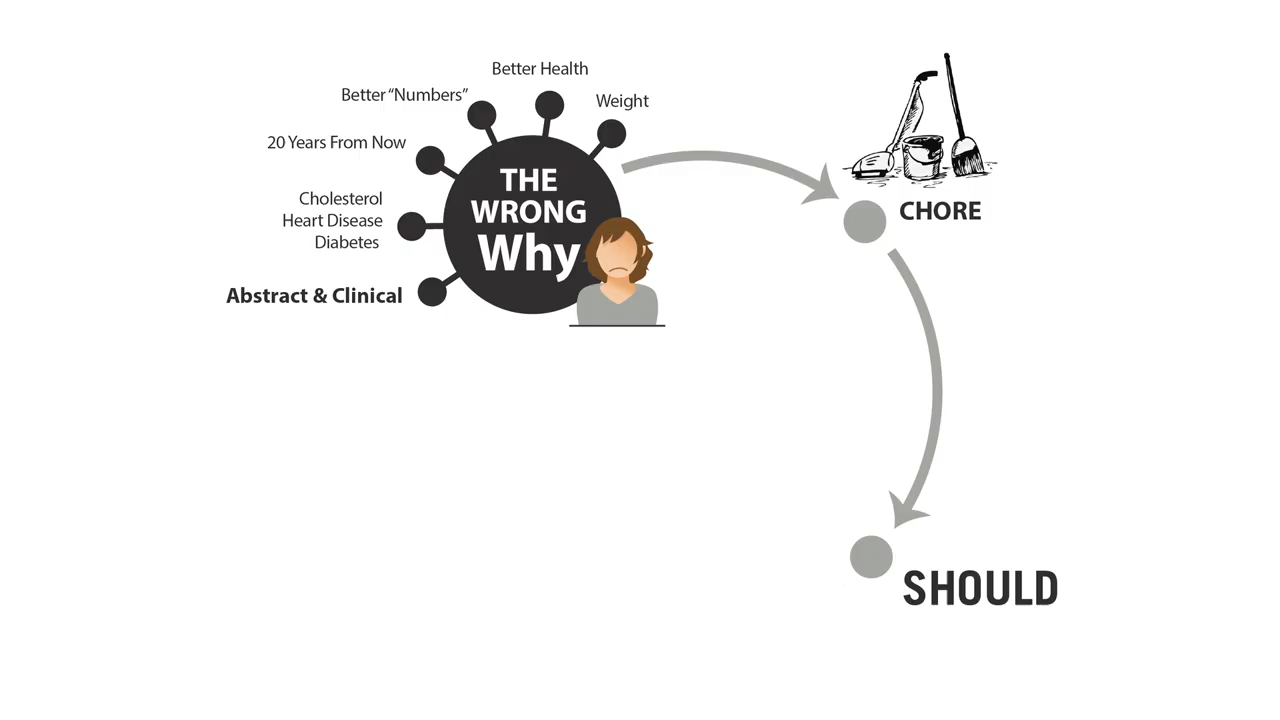 Better Health
Better “Numbers”
Weight
20 Years From Now
Cholesterol
Heart Disease
Diabetes
Abstract & Clinical
THE
WRONG
Why
CHORE
SHOULD